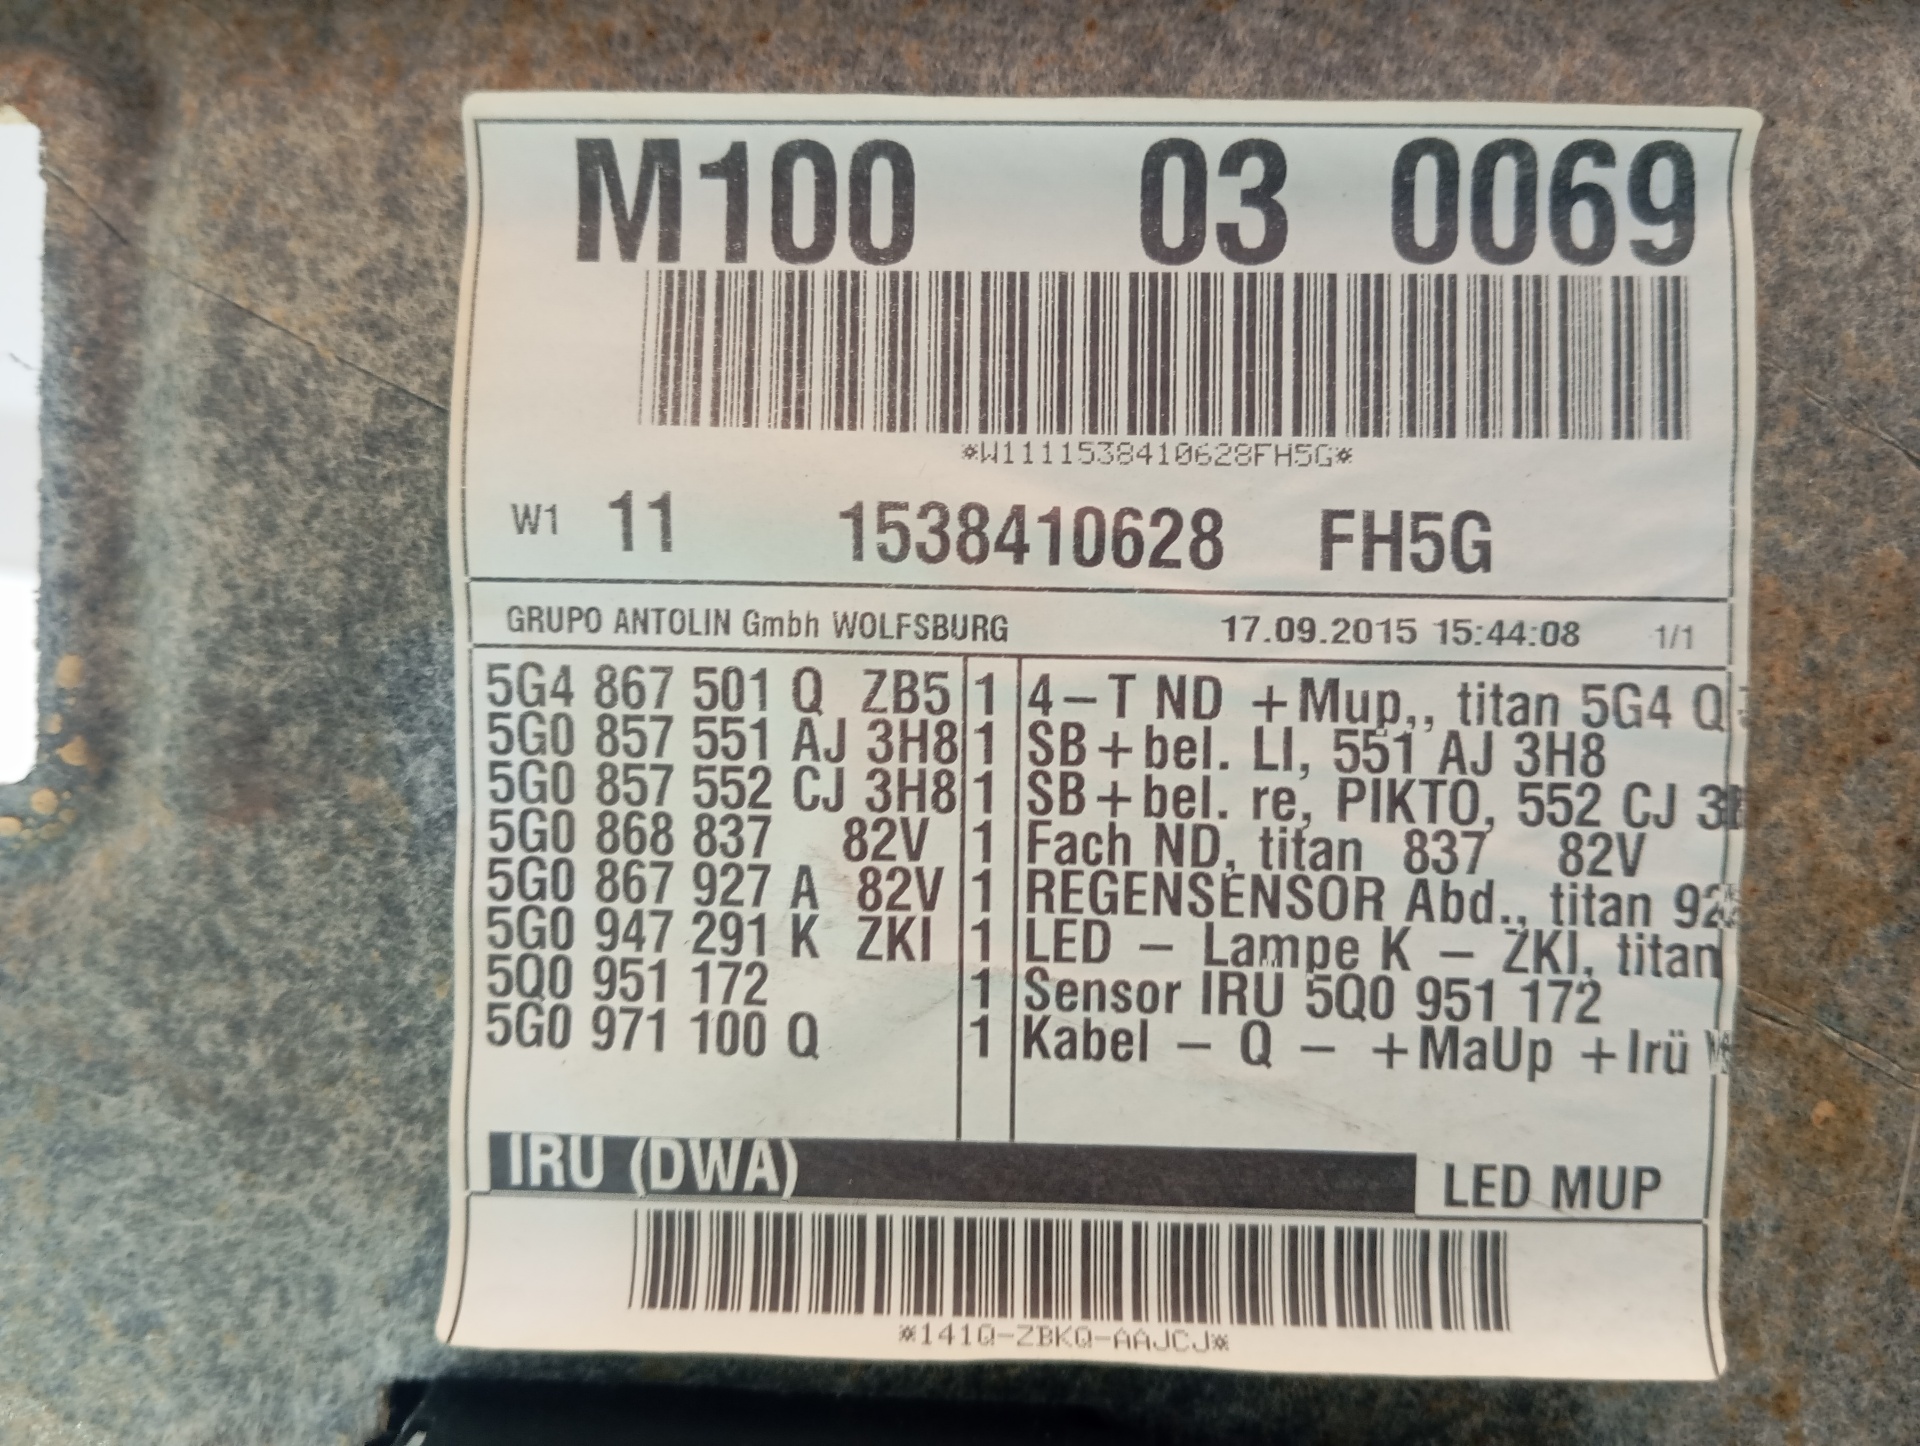 M100 03 0069
*W1111538410628FH5G*
W1 11 1538410628 FH5G
GRUPO ANTOLIN Gmbh WOLFSBURG 17.09.2015 15:44:08 1/1
5G4 867 501 Q ZB5 1 4-T ND +Mup,, titan 5G4 Q
5G0 857 551 AJ 3H8 1 SB+bel. LI, 551 AJ 3H8
5G0 857 552 CJ 3H8 1 SB+bel. re, PIKTO, 552 CJ
5G0 868 837 82V 1 Fach ND, titan 837 82V
5G0 867 927 A 82V 1 REGENSENSOR Abd., titan
5G0 947 291 K ZKI 1 LED - Lampe K - ZKI, titan
5Q0 951 172 1 Sensor IRU 5Q0 951 172
5G0 971 100 Q 1 Kabel - Q - +MaUp +Irü
IRU (DWA) LED MUP
*141Q-ZBKQ-AAJCJ*